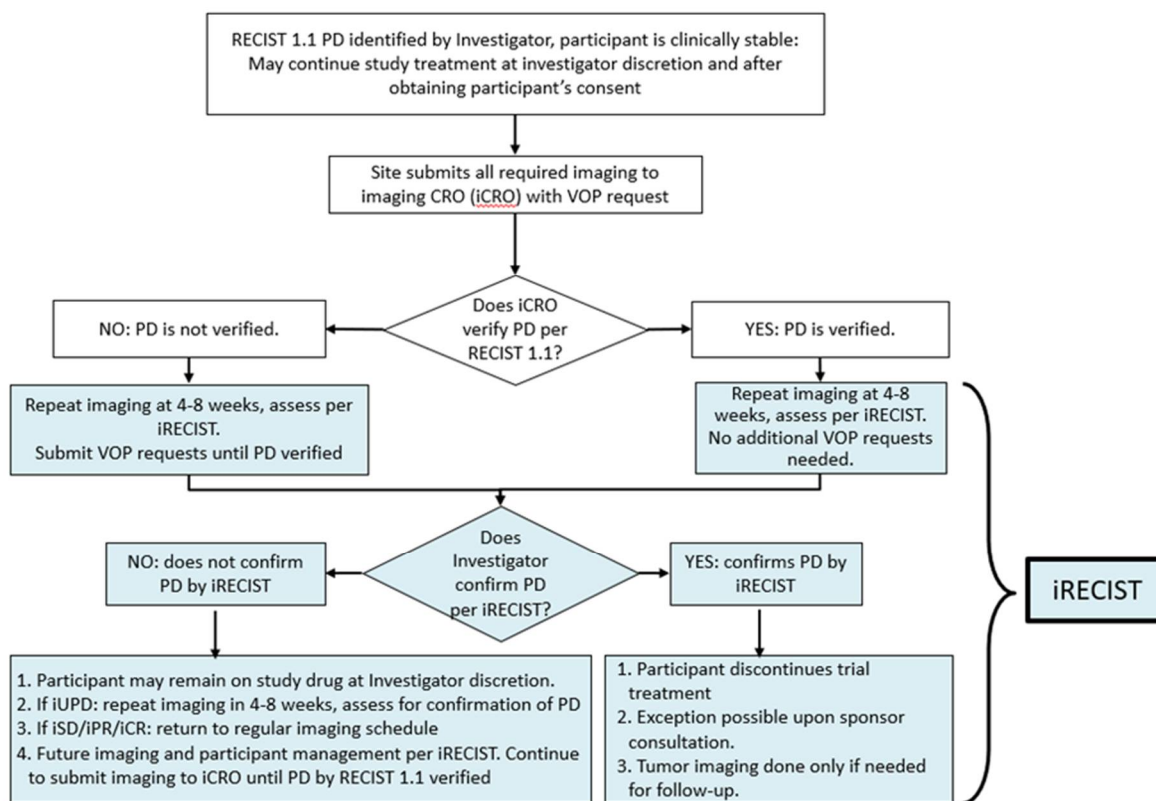 RECIST 1.1 PD identified by Investigator, participant is clinically stable:
May continue study treatment at investigator discretion and after
obtaining participant's consent
Site submits all required imaging to
imaging CRO (iCRO) with VOP request
Does iCRO
verify PD per
RECIST 1.1?
NO: PD is not verified.
YES: PD is verified.
Repeat imaging at 4-8 weeks, assess per
iRECIST.
Submit VOP requests until PD verified
Repeat imaging at 4-8
weeks, assess per iRECIST.
No additional VOP requests
needed.
Does
Investigator
confirm PD
per iRECIST?
NO: does not confirm
PD by iRECIST
YES: confirms PD by
iRECIST
iRECIST
1. Participant may remain on study drug at Investigator discretion.
2. If iUPD: repeat imaging in 4-8 weeks, assess for confirmation of PD
3. If iSD/iPR/iCR: return to regular imaging schedule
4. Future imaging and participant management per iRECIST. Continue
to submit imaging to iCRO until PD by RECIST 1.1 verified
1. Participant discontinues trial
treatment
2. Exception possible upon sponsor
consultation.
3. Tumor imaging done only if needed
for follow-up.